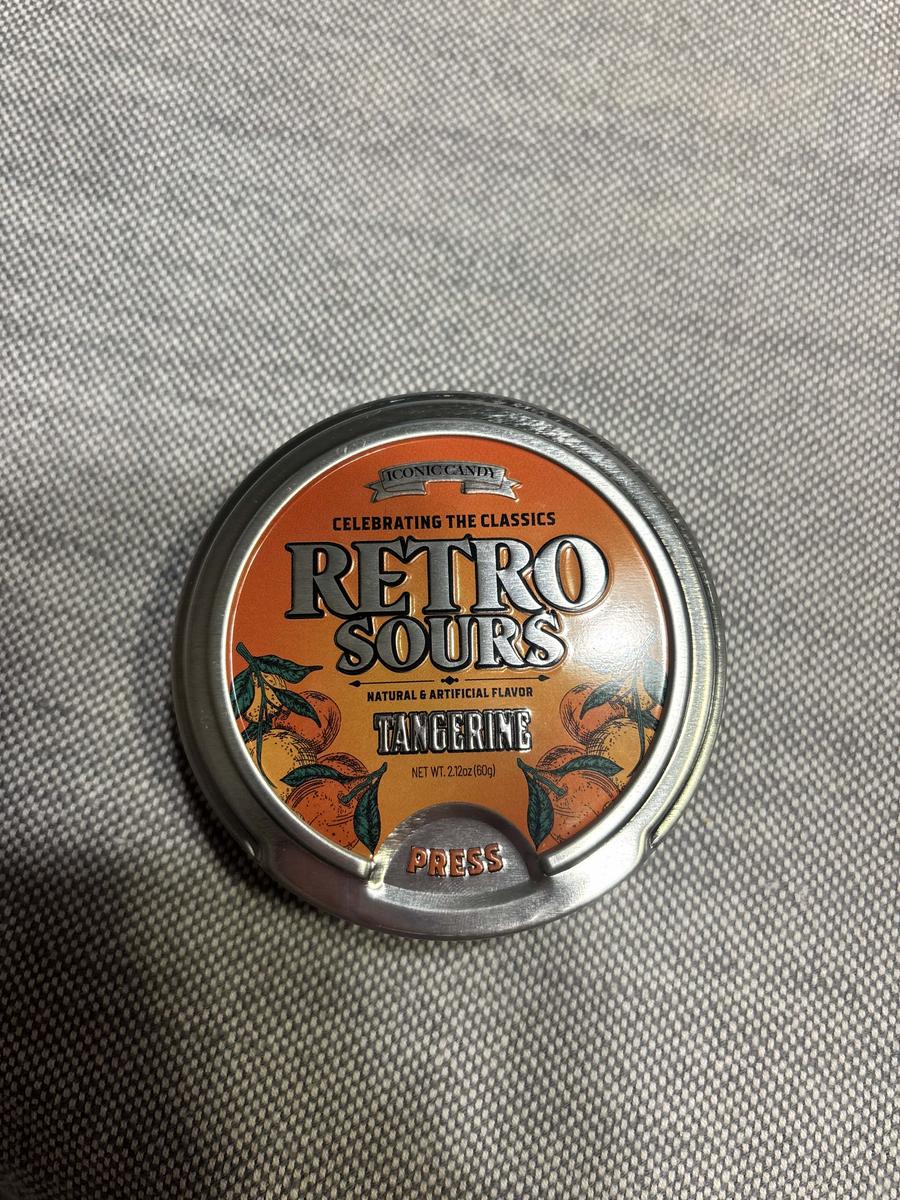 ICONIC CANDY
CELEBRATING THE CLASSICS
RETRO
SOURS
NATURAL & ARTIFICIAL FLAVOR
TANGERINE
NET WT. 2.12oz (60g)
PRESS